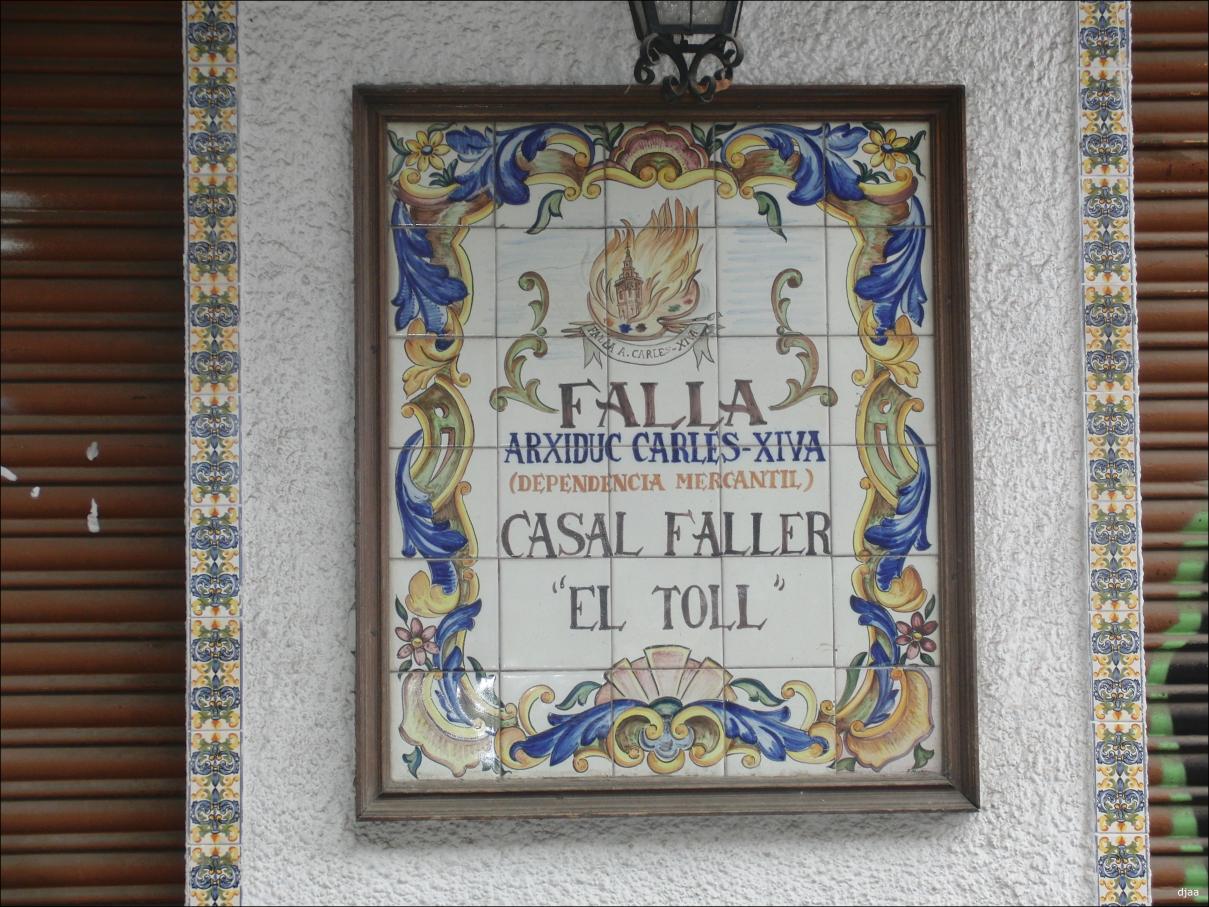 FALLA A. CARLES-XIVA
FALLA
ARXIDUC CARLES-XIVA
(DEPENDENCIA MERCANTIL)
CASAL FALLER
"EL TOLL"
djaa